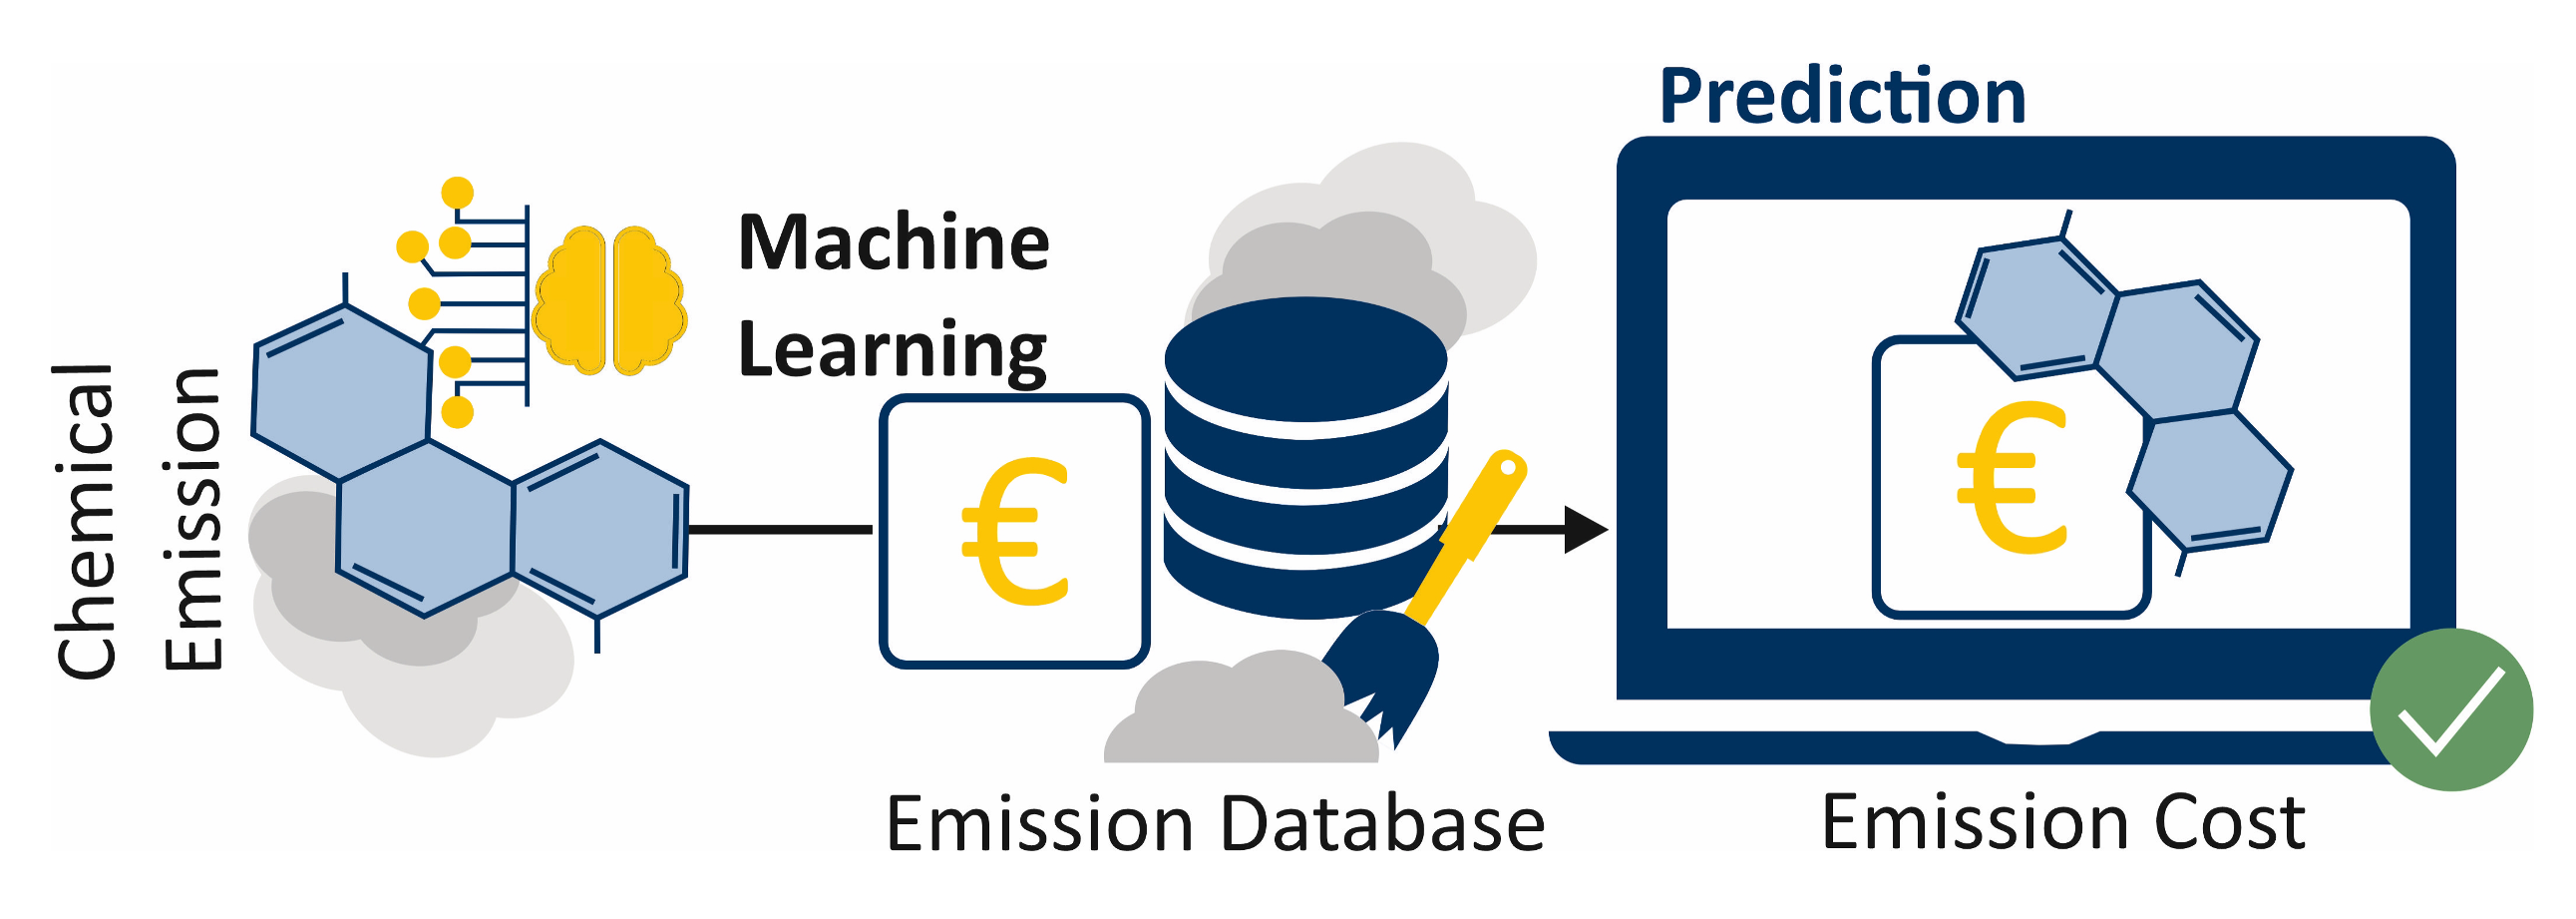 Chemical
Emission
Machine
Learning
€
Emission Database
Prediction
€
Emission Cost